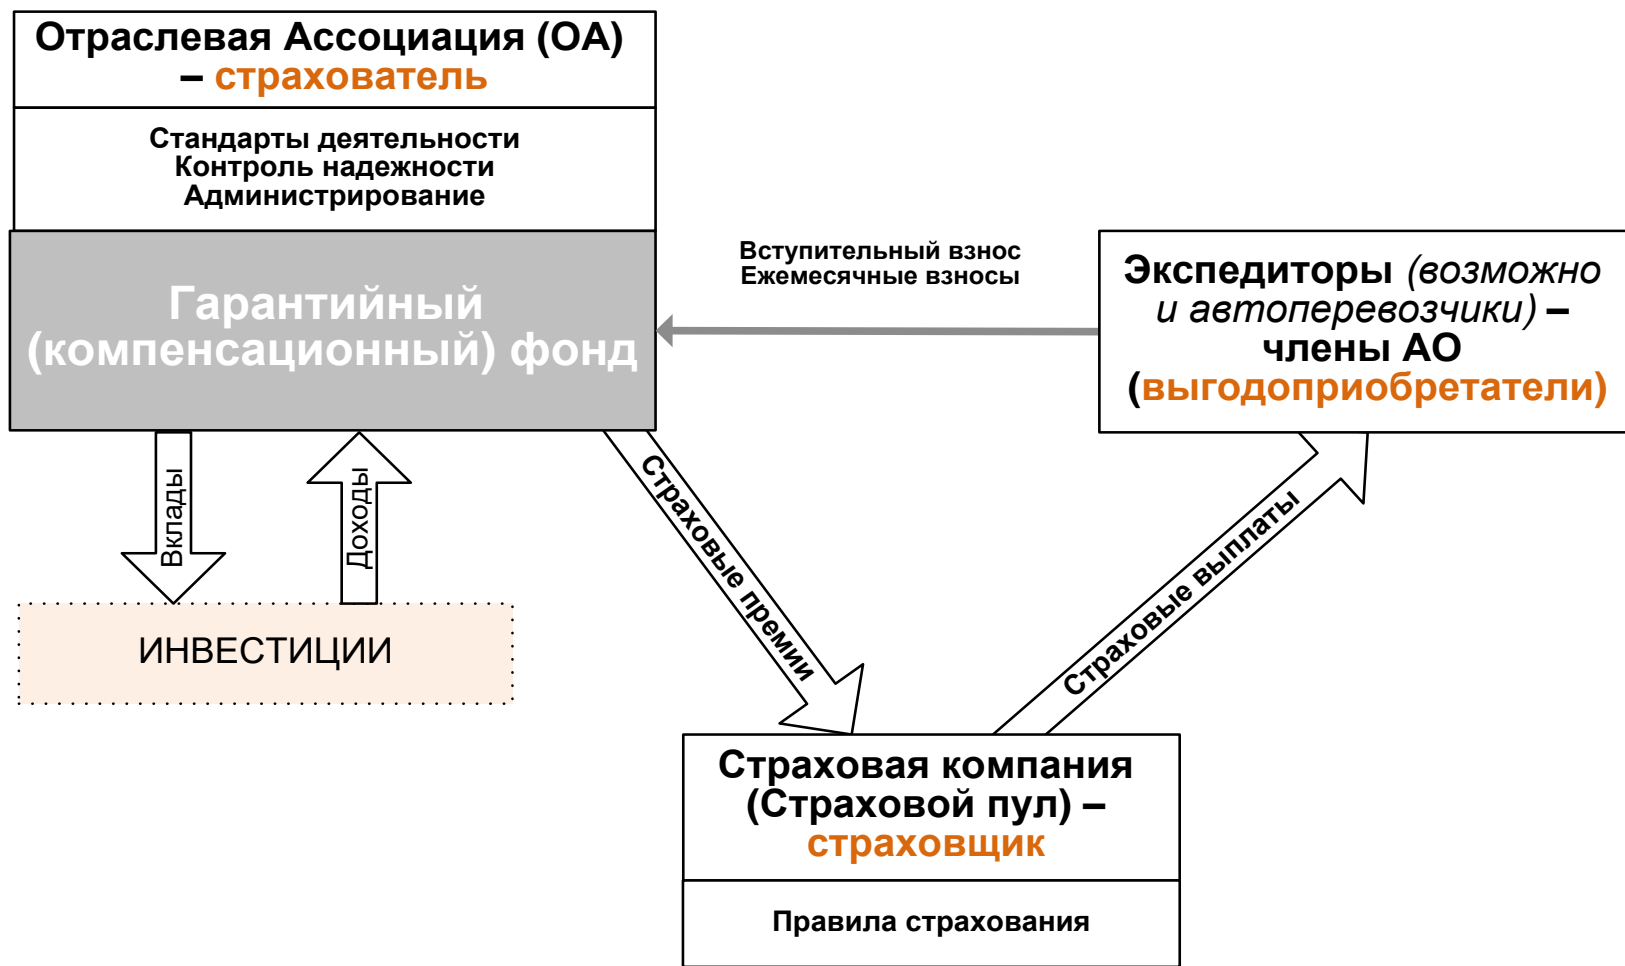 Отраслевая Ассоциация (ОА)
– страхователь
Стандарты деятельности
Контроль надежности
Администрирование
Гарантийный
(компенсационный) фонд
Вступительный взнос
Ежемесячные взносы
Экспедиторы (возможно
и автоперевозчики) –
члены АО
(выгодоприобретатели)
Вклады
Доходы
Страховые премии
Страховые выплаты
ИНВЕСТИЦИИ
Страховая компания
(Страховой пул) –
страховщик
Правила страхования